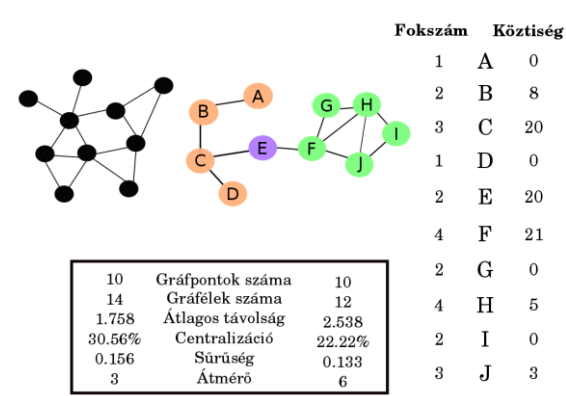 Fokszám Köztiség
1 A 0
2 B 8
3 C 20
1 D 0
2 E 20
4 F 21
2 G 0
4 H 5
2 I 0
3 J 3
A
B
C
D
E
F
G
H
I
J
10 Gráfpontok száma 10
14 Gráfélek száma 12
1.758 Átlagos távolság 2.538
30.56% Centralizáció 22.22%
0.156 Sűrűség 0.133
3 Átmérő 6